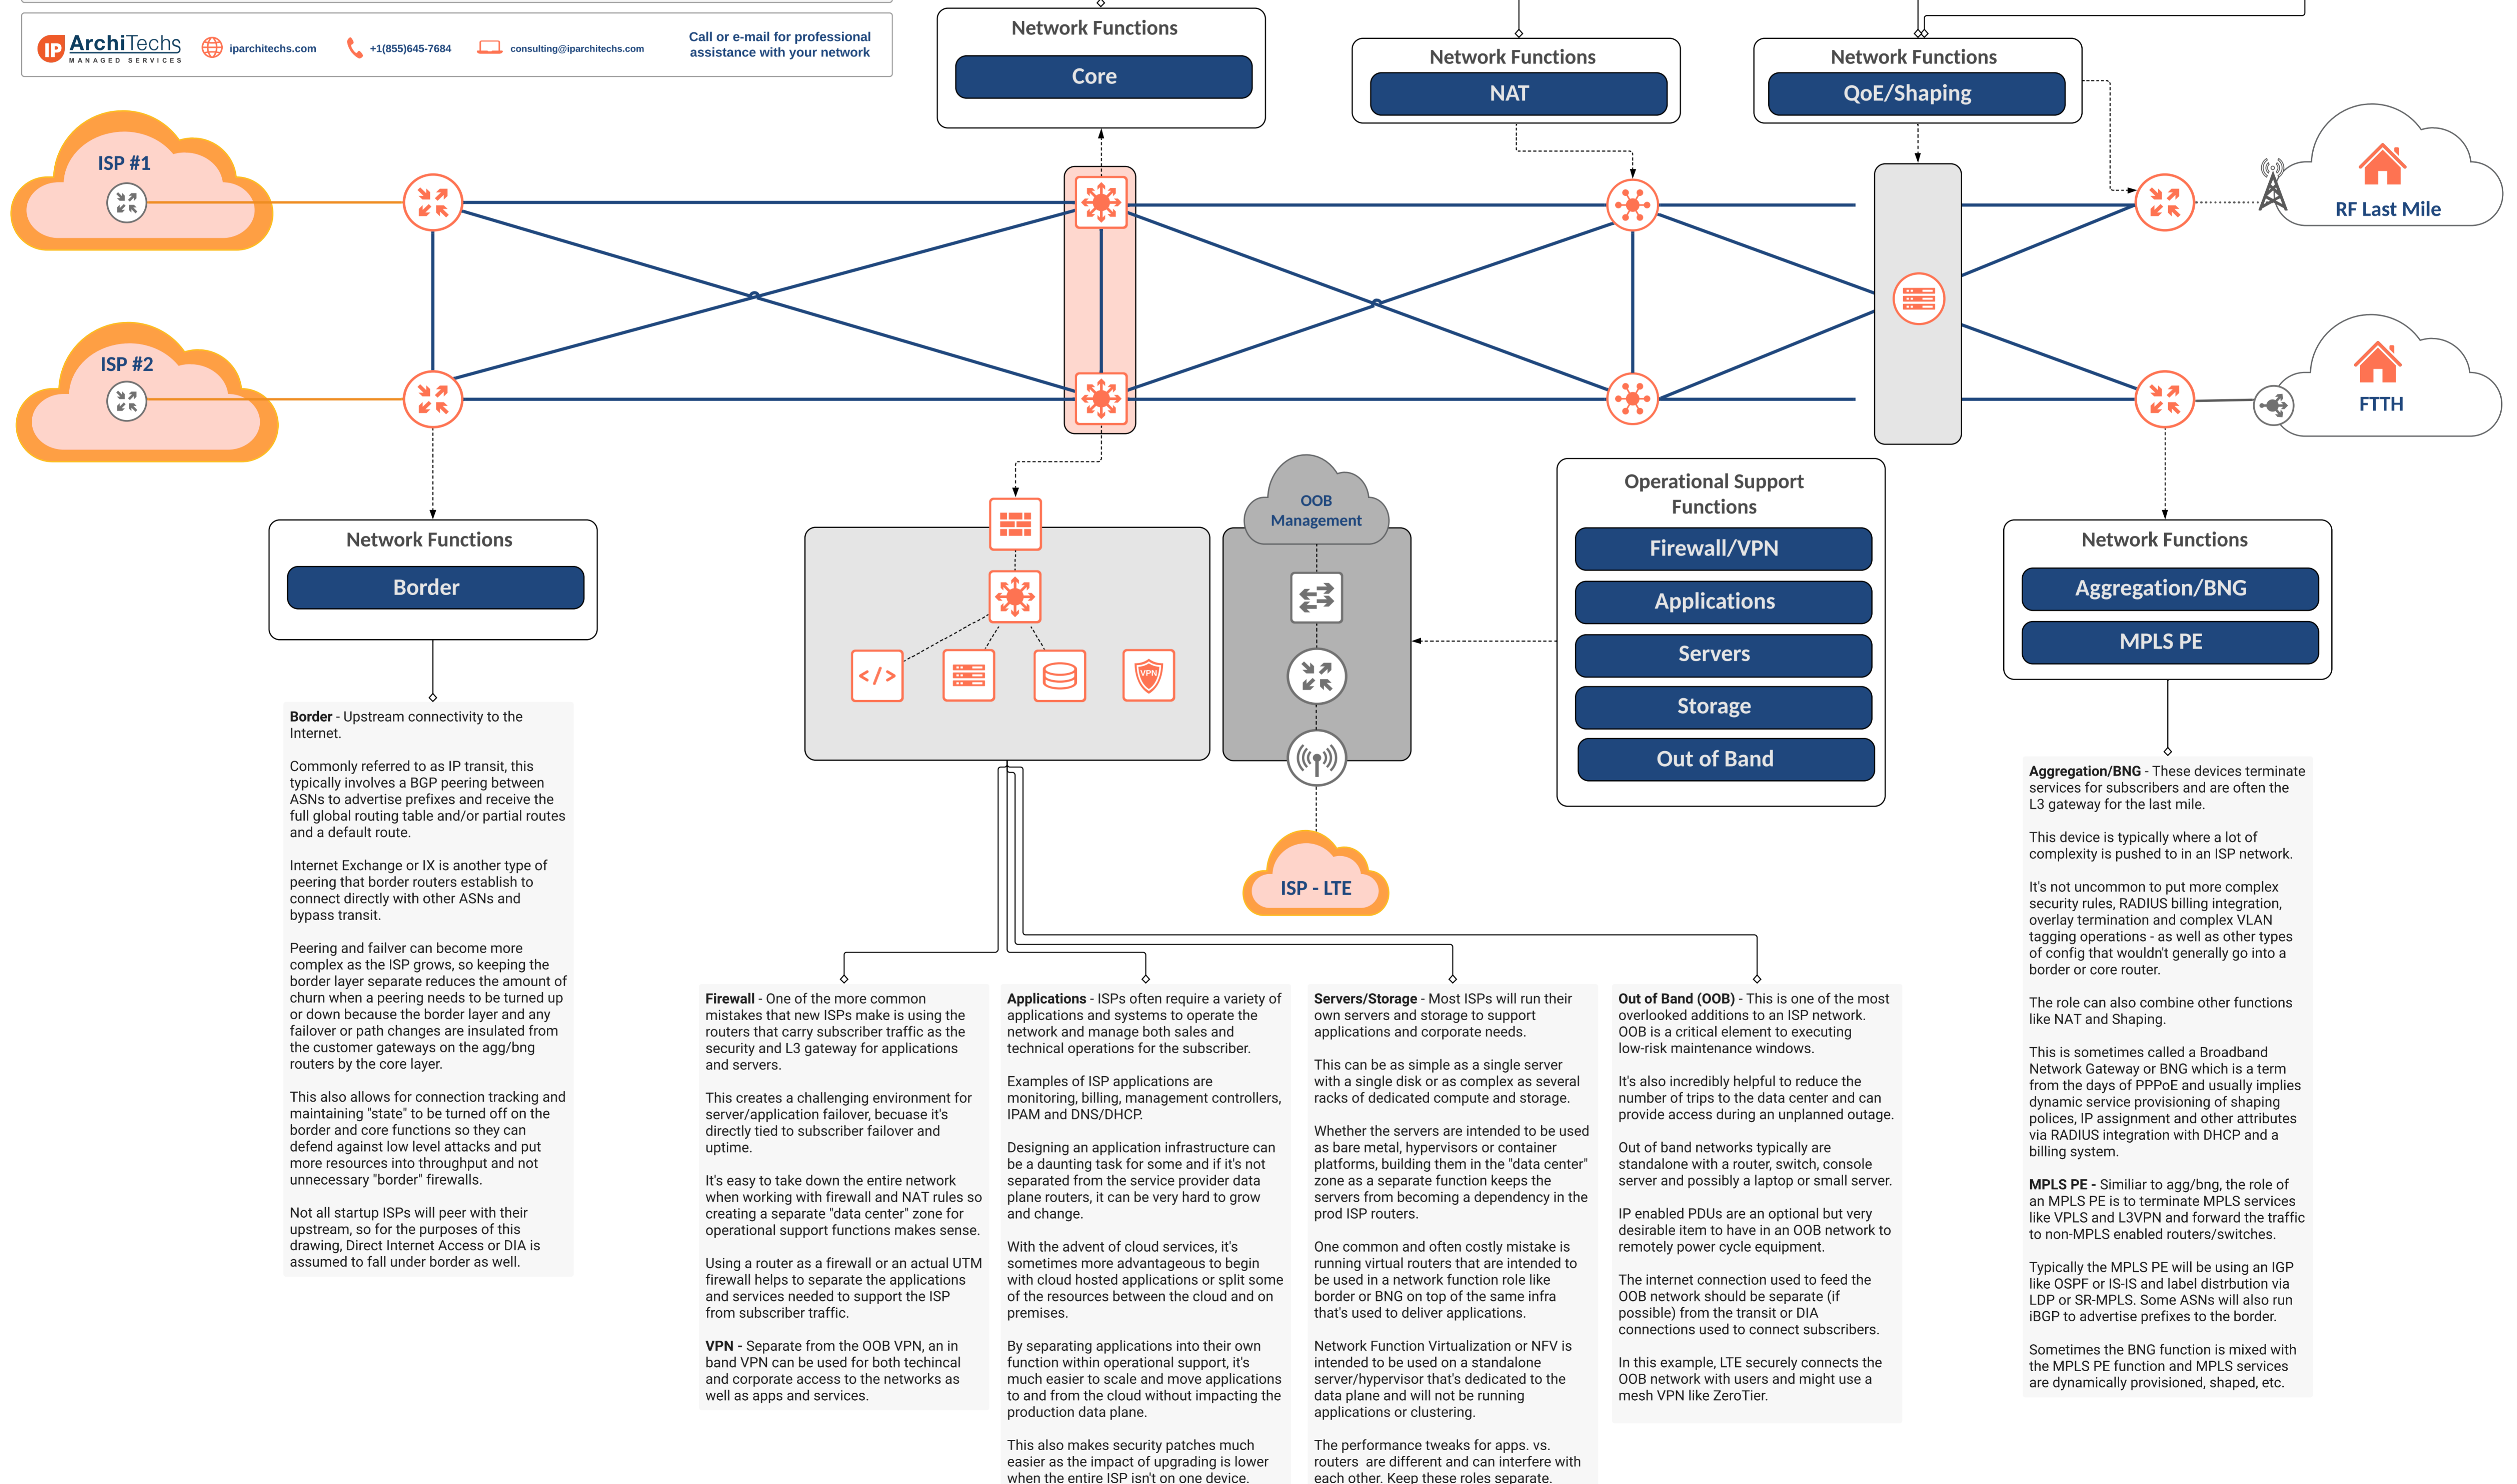 IP ArchiTechs
MANAGED SERVICES
iparchitechs.com
+1(855)645-7684
consulting@iparchitechs.com
Call or e-mail for professional
assistance with your network
Network Functions
Core
Network Functions
NAT
Network Functions
QoE/Shaping
ISP #1
RF Last Mile
ISP #2
FTTH
Network Functions
Border
VPN
OOB
Management
ISP - LTE
Operational Support
Functions
Firewall/VPN
Applications
Servers
Storage
Out of Band
Network Functions
Aggregation/BNG
MPLS PE
Border - Upstream connectivity to the
Internet.
Commonly referred to as IP transit, this
typically involves a BGP peering between
ASNs to advertise prefixes and receive the
full global routing table and/or partial routes
and a default route.
Internet Exchange or IX is another type of
peering that border routers establish to
connect directly with other ASNs and
bypass transit.
Peering and failver can become more
complex as the ISP grows, so keeping the
border layer separate reduces the amount of
churn when a peering needs to be turned up
or down because the border layer and any
failover or path changes are insulated from
the customer gateways on the agg/bng
routers by the core layer.
This also allows for connection tracking and
maintaining "state" to be turned off on the
border and core functions so they can
defend against low level attacks and put
more resources into throughput and not
unnecessary "border" firewalls.
Not all startup ISPs will peer with their
upstream, so for the purposes of this
drawing, Direct Internet Access or DIA is
assumed to fall under border as well.
Firewall - One of the more common
mistakes that new ISPs make is using the
routers that carry subscriber traffic as the
security and L3 gateway for applications
and servers.
This creates a challenging environment for
server/application failover, becuase it's
directly tied to subscriber failover and
uptime.
It's easy to take down the entire network
when working with firewall and NAT rules so
creating a separate "data center" zone for
operational support functions makes sense.
Using a router as a firewall or an actual UTM
firewall helps to separate the applications
and services needed to support the ISP
from subscriber traffic.
VPN - Separate from the OOB VPN, an in
band VPN can be used for both techincal
and corporate access to the networks as
well as apps and services.
Applications - ISPs often require a variety of
applications and systems to operate the
network and manage both sales and
technical operations for the subscriber.
Examples of ISP applications are
monitoring, billing, management controllers,
IPAM and DNS/DHCP.
Designing an application infrastructure can
be a daunting task for some and if it's not
separated from the service provider data
plane routers, it can be very hard to grow
and change.
With the advent of cloud services, it's
sometimes more advantageous to begin
with cloud hosted applications or split some
of the resources between the cloud and on
premises.
By separating applications into their own
function within operational support, it's
much easier to scale and move applications
to and from the cloud without impacting the
production data plane.
This also makes security patches much
easier as the impact of upgrading is lower
when the entire ISP isn't on one device.
Servers/Storage - Most ISPs will run their
own servers and storage to support
applications and corporate needs.
This can be as simple as a single server
with a single disk or as complex as several
racks of dedicated compute and storage.
Whether the servers are intended to be used
as bare metal, hypervisors or container
platforms, building them in the "data center"
zone as a separate function keeps the
servers from becoming a dependency in the
prod ISP routers.
One common and often costly mistake is
running virtual routers that are intended to
be used in a network function role like
border or BNG on top of the same infra
that's used to deliver applications.
Network Function Virtualization or NFV is
intended to be used on a standalone
server/hypervisor that's dedicated to the
data plane and will not be running
applications or clustering.
The performance tweaks for apps. vs.
routers are different and can interfere with
each other. Keep these roles separate.
Out of Band (OOB) - This is one of the most
overlooked additions to an ISP network.
OOB is a critical element to executing
low-risk maintenance windows.
It's also incredibly helpful to reduce the
number of trips to the data center and can
provide access during an unplanned outage.
Out of band networks typically are
standalone with a router, switch, console
server and possibly a laptop or small server.
IP enabled PDUs are an optional but very
desirable item to have in an OOB network to
remotely power cycle equipment.
The internet connection used to feed the
OOB network should be separate (if
possible) from the transit or DIA
connections used to connect subscribers.
In this example, LTE securely connects the
OOB network with users and might use a
mesh VPN like ZeroTier.
Aggregation/BNG - These devices terminate
services for subscribers and are often the
L3 gateway for the last mile.
This device is typically where a lot of
complexity is pushed to in an ISP network.
It's not uncommon to put more complex
security rules, RADIUS billing integration,
overlay termination and complex VLAN
tagging operations - as well as other types
of config that wouldn't generally go into a
border or core router.
The role can also combine other functions
like NAT and Shaping.
This is sometimes called a Broadband
Network Gateway or BNG which is a term
from the days of PPPoE and usually implies
dynamic service provisioning of shaping
polices, IP assignment and other attributes
via RADIUS integration with DHCP and a
billing system.
MPLS PE - Similiar to agg/bng, the role of
an MPLS PE is to terminate MPLS services
like VPLS and L3VPN and forward the traffic
to non-MPLS enabled routers/switches.
Typically the MPLS PE will be using an IGP
like OSPF or IS-IS and label distrbution via
LDP or SR-MPLS. Some ASNs will also run
iBGP to advertise prefixes to the border.
Sometimes the BNG function is mixed with
the MPLS PE function and MPLS services
are dynamically provisioned, shaped, etc.